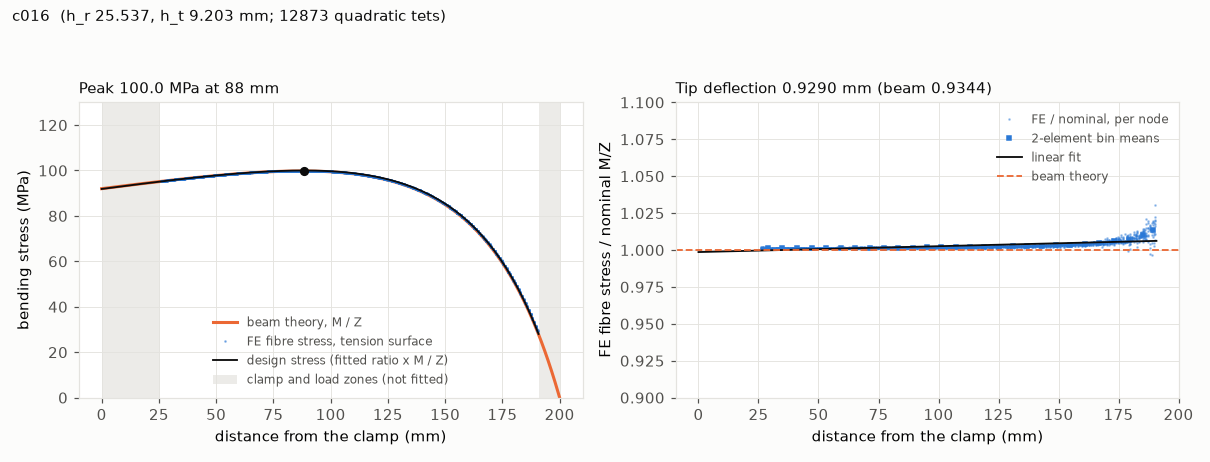 c016  (h_r 25.537, h_t 9.203 mm; 12873 quadratic tets)
Peak 100.0 MPa at 88 mm
bending stress (MPa)
120
100
80
60
40
20
0
beam theory, M / Z
FE fibre stress, tension surface
design stress (fitted ratio x M / Z)
clamp and load zones (not fitted)
0 25 50 75 100 125 150 175 200
distance from the clamp (mm)
Tip deflection 0.9290 mm (beam 0.9344)
FE fibre stress / nominal M/Z
1.100
1.075
1.050
1.025
1.000
0.975
0.950
0.925
0.900
FE / nominal, per node
2-element bin means
linear fit
beam theory
0 25 50 75 100 125 150 175 200
distance from the clamp (mm)